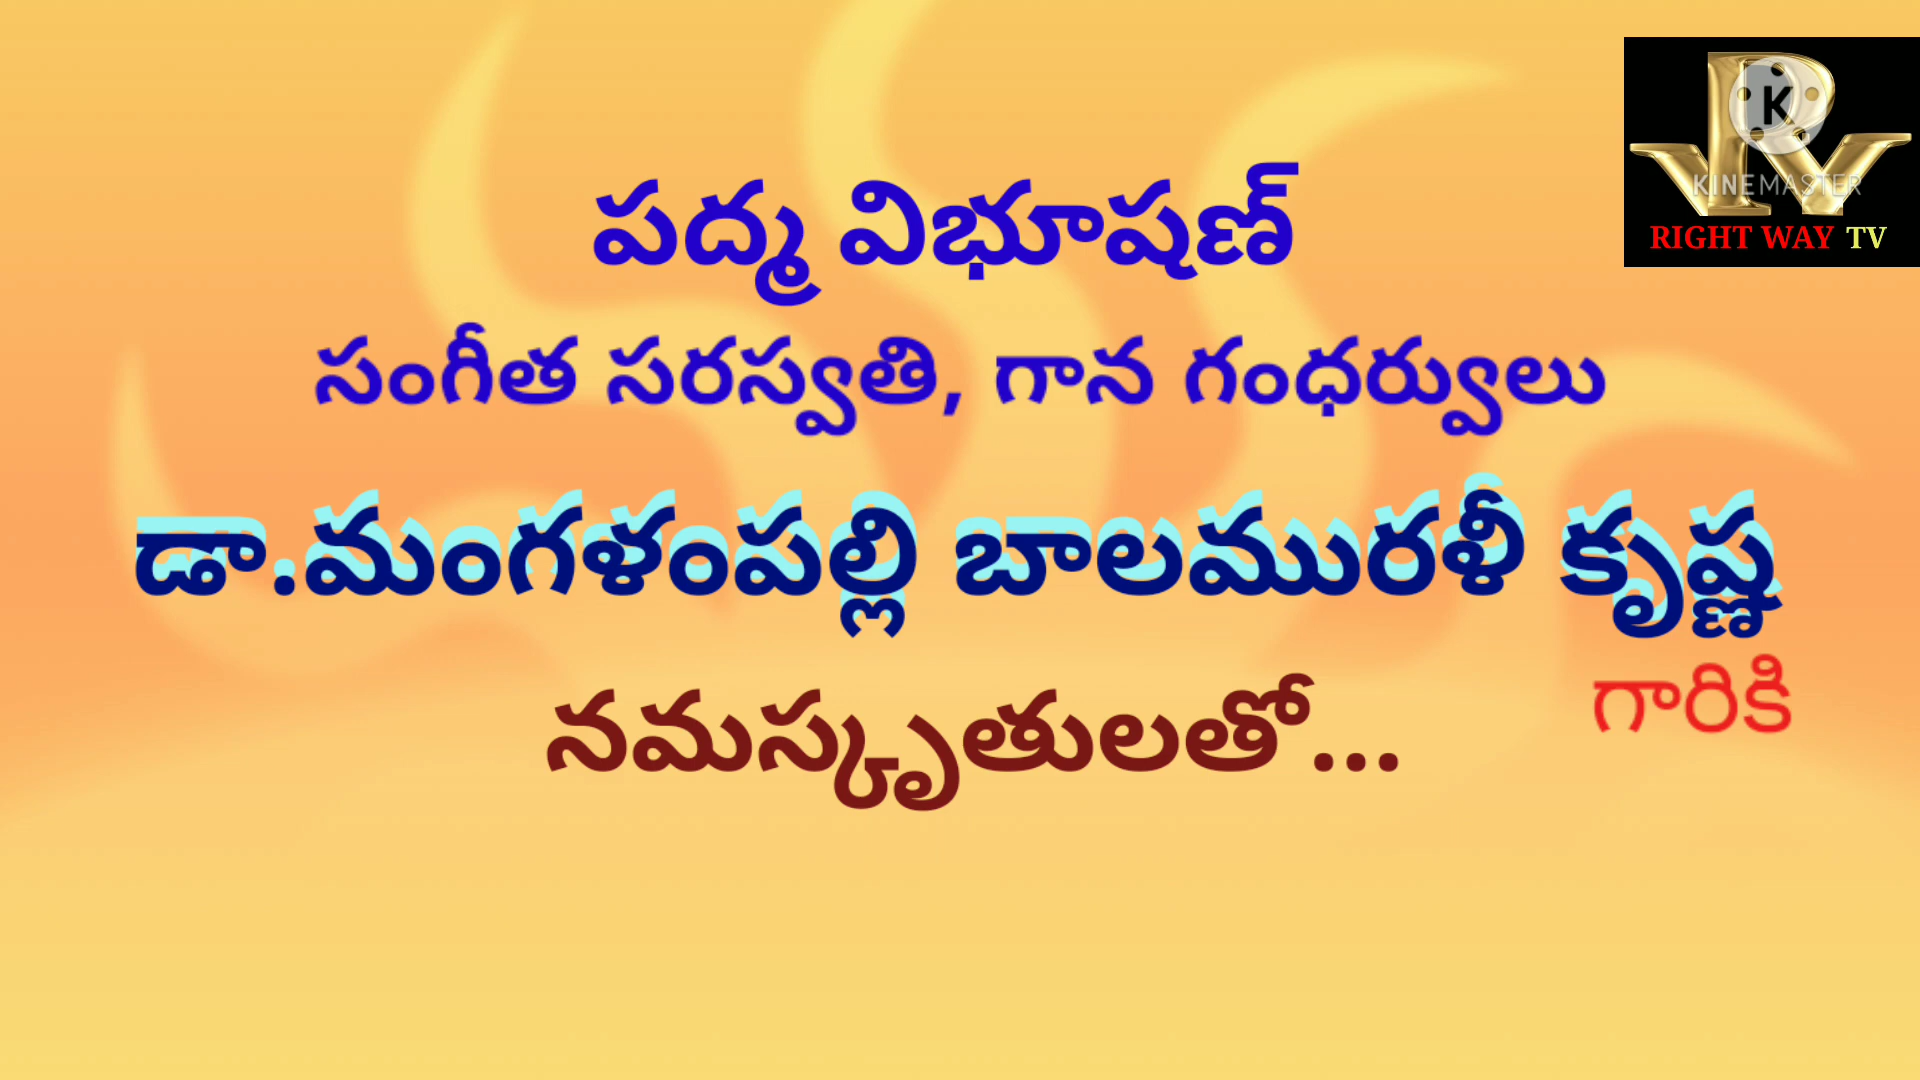 పద్మ విభూషణ్
సంగీత సరస్వతి, గాన గంధర్వులు
డా.మంగళంపల్లి బాలమురళీ కృష్ణ
గారికి
నమస్కృతులతో...
K
KINEMASTER
RIGHT WAY TV